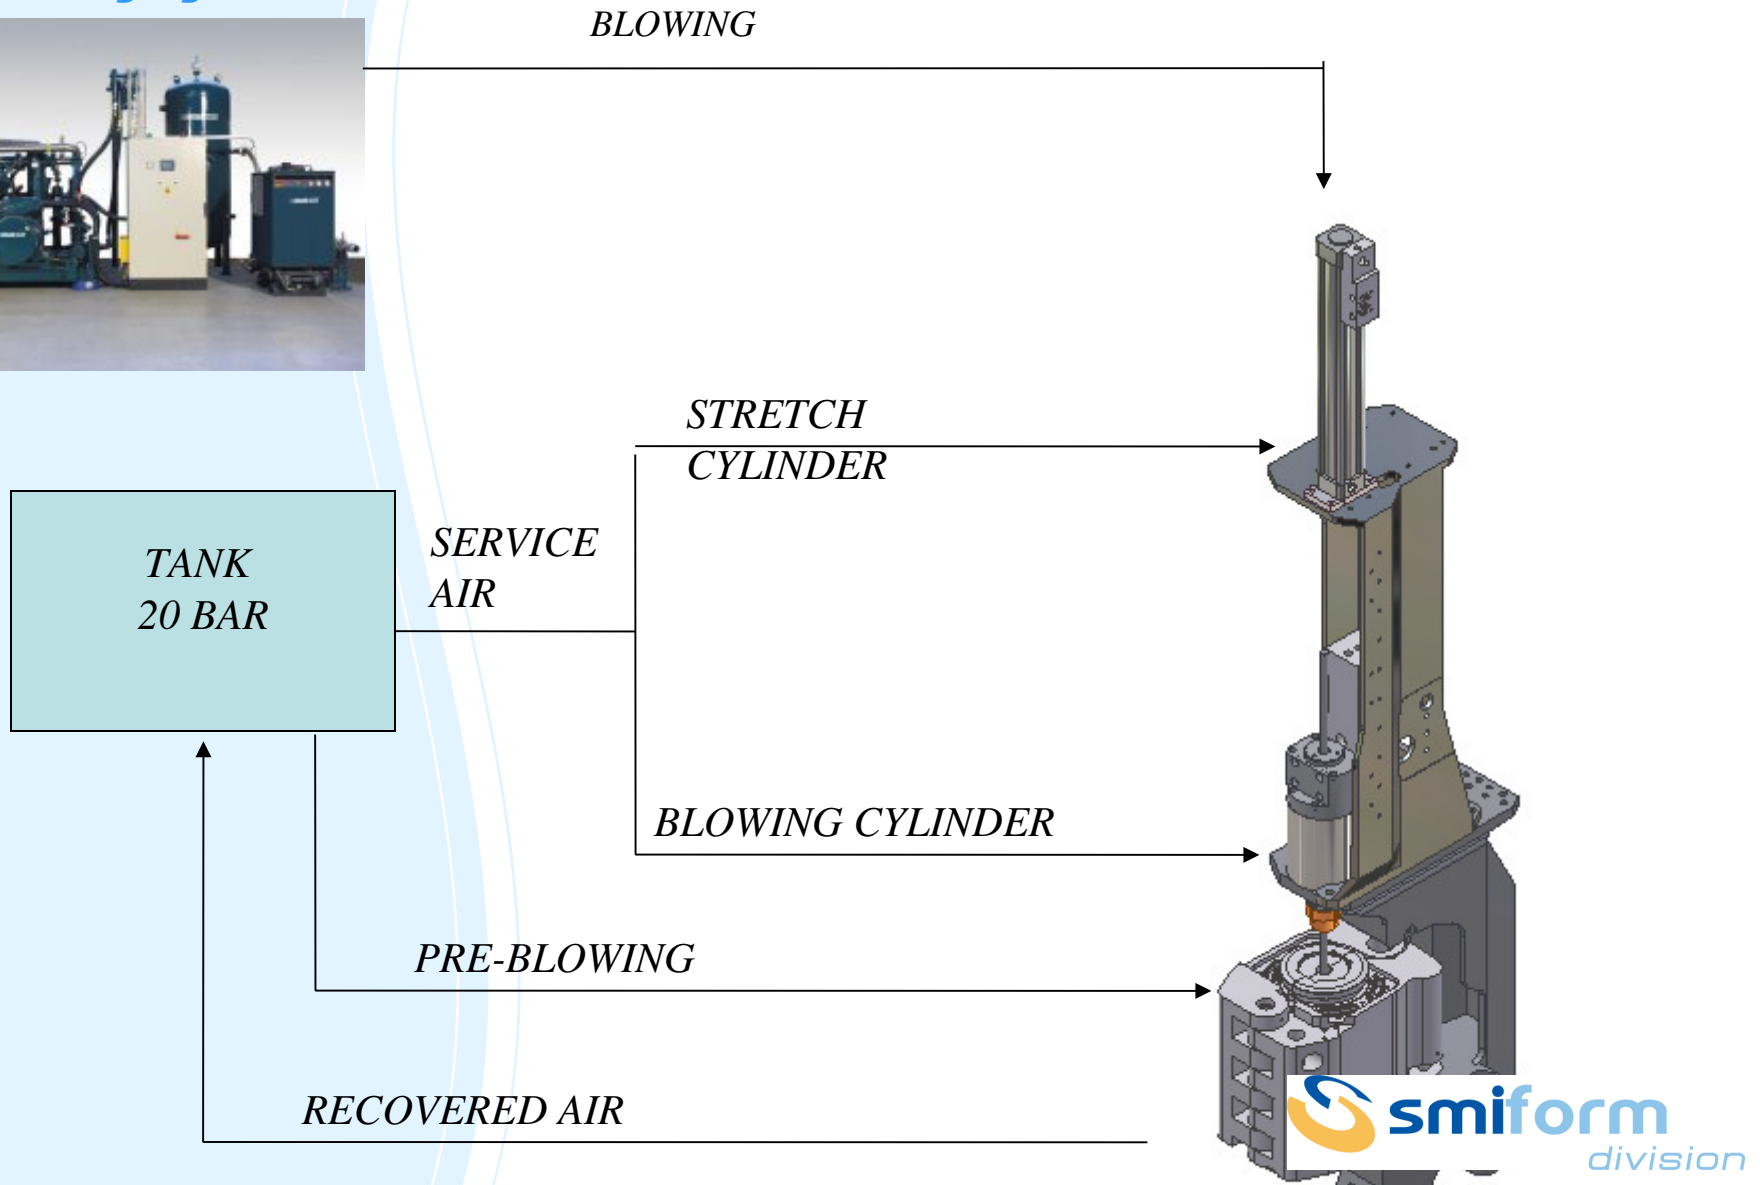 BLOWING
STRETCH
CYLINDER
SERVICE
AIR
TANK
20 BAR
BLOWING CYLINDER
PRE-BLOWING
RECOVERED AIR
smiform
division